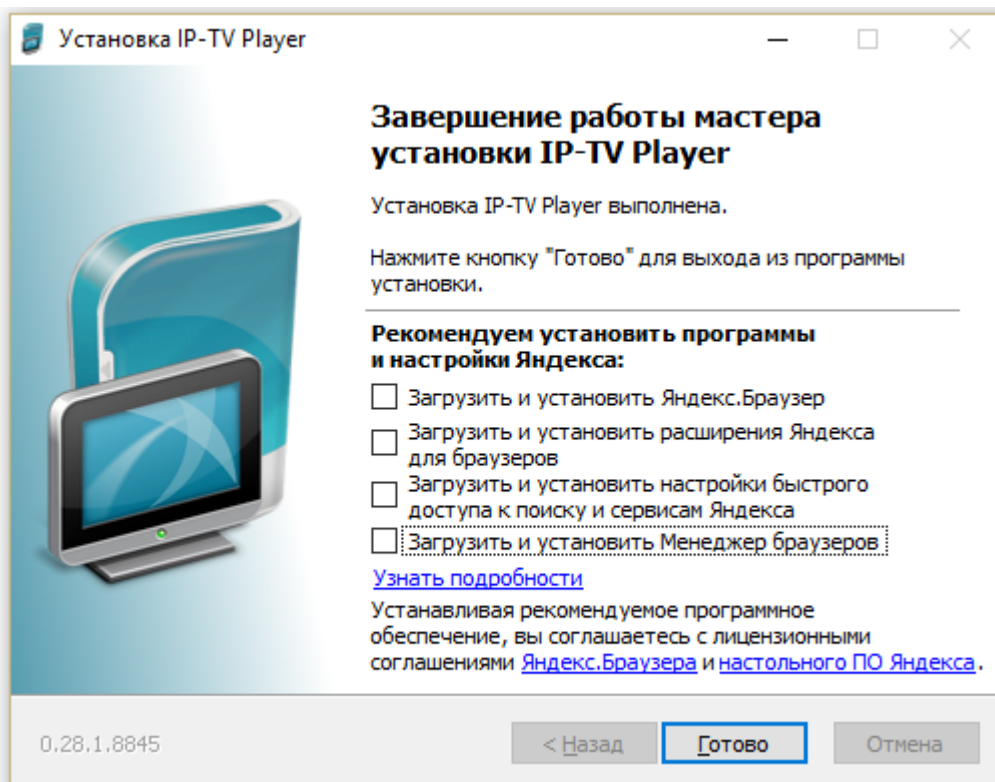 Установка IP-TV Player
Завершение работы мастера
установки IP-TV Player
Установка IP-TV Player выполнена.
Нажмите кнопку "Готово" для выхода из программы
установки.
Рекомендуем установить программы
и настройки Яндекса:
Загрузить и установить Яндекс.Браузер
Загрузить и установить расширения Яндекса
для браузеров
Загрузить и установить настройки быстрого
доступа к поиску и сервисам Яндекса
Загрузить и установить Менеджер браузеров
Узнать подробности
Устанавливая рекомендуемое программное
обеспечение, вы соглашаетесь с лицензионными
соглашениями Яндекс.Браузера и настольного ПО Яндекса.
0.28.1.8845
< Назад
Готово
Отмена